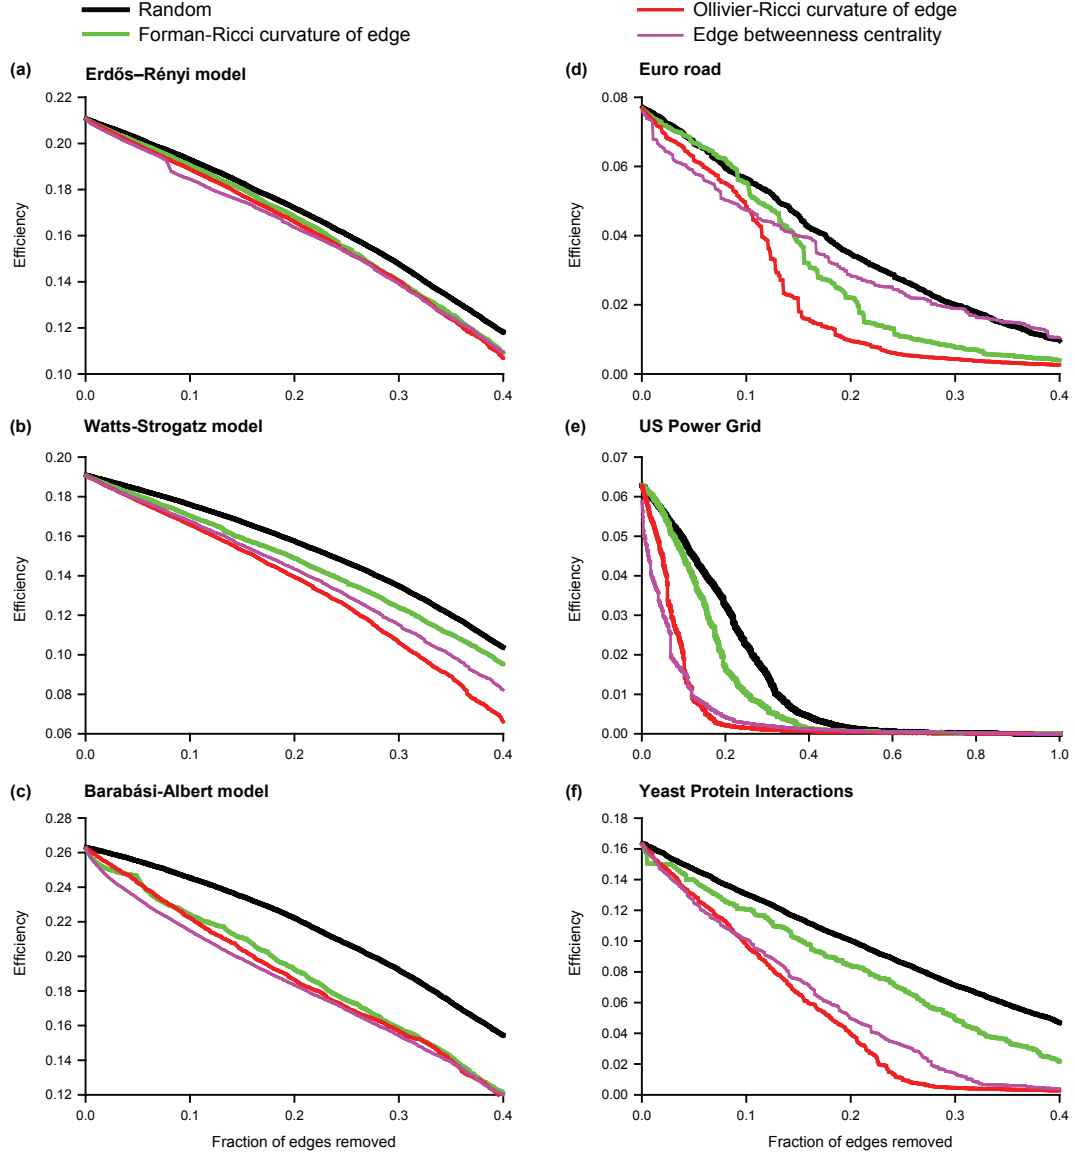 Random
Forman-Ricci curvature of edge
Ollivier-Ricci curvature of edge
Edge betweenness centrality
(a) Erdős–Rényi model
0.22
0.20
0.18
0.16
0.14
0.12
0.10
Efficiency
0.0 0.1 0.2 0.3 0.4
(b) Watts-Strogatz model
0.20
0.18
0.16
0.14
0.12
0.10
0.08
0.06
Efficiency
0.0 0.1 0.2 0.3 0.4
(c) Barabási-Albert model
0.28
0.26
0.24
0.22
0.20
0.18
0.16
0.14
0.12
Efficiency
0.0 0.1 0.2 0.3 0.4
Fraction of edges removed
(d) Euro road
0.08
0.06
0.04
0.02
0.00
Efficiency
0.0 0.1 0.2 0.3 0.4
(e) US Power Grid
0.07
0.06
0.05
0.04
0.03
0.02
0.01
0.00
Efficiency
0.0 0.2 0.4 0.6 0.8 1.0
(f) Yeast Protein Interactions
0.18
0.16
0.14
0.12
0.10
0.08
0.06
0.04
0.02
0.00
Efficiency
0.0 0.1 0.2 0.3 0.4
Fraction of edges removed